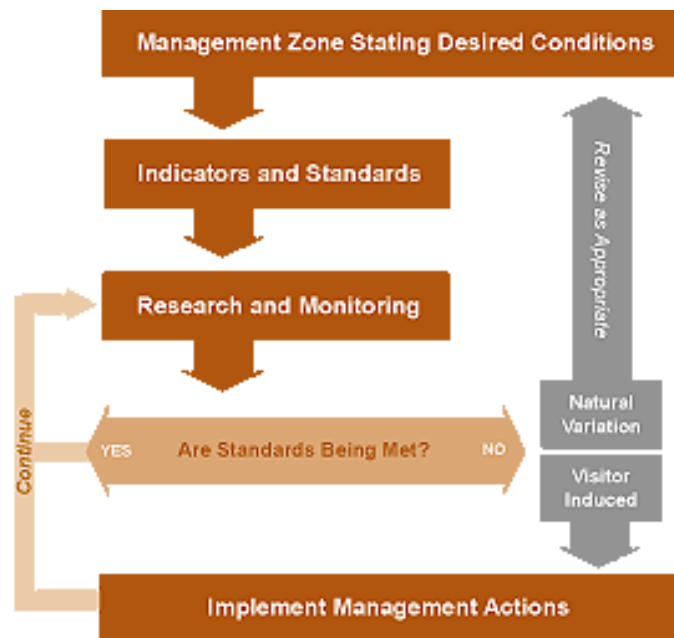 Management Zone Stating Desired Conditions
Indicators and Standards
Research and Monitoring
YES
Are Standards Being Met?
NO
Continue
Revise as Appropriate
Natural
Variation
Visitor
Induced
Implement Management Actions